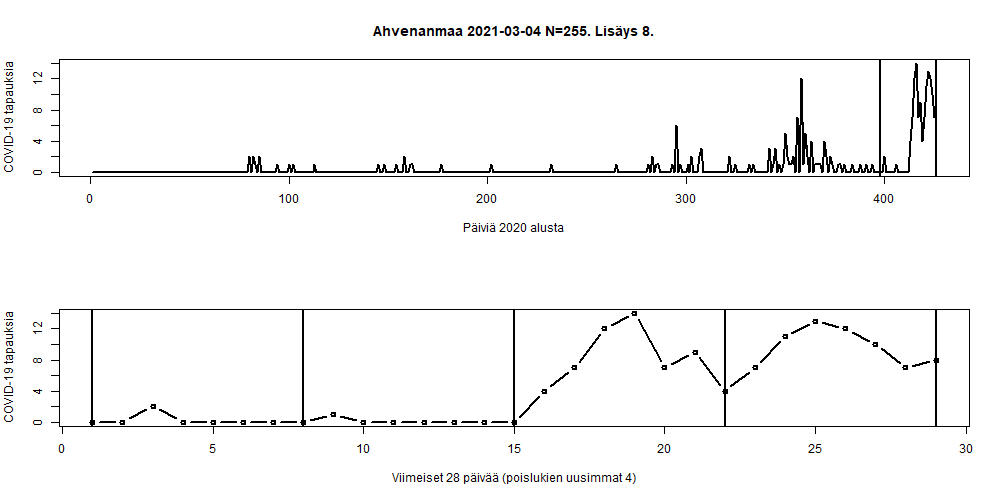 Ahvenanmaa 2021-03-04 N=255. Lisäys 8.
COVID-19 tapauksia
12
8
4
0
0 100 200 300 400
Päiviä 2020 alusta
COVID-19 tapauksia
12
8
4
0
0 5 10 15 20 25 30
Viimeiset 28 päivää (poislukien uusimmat 4)